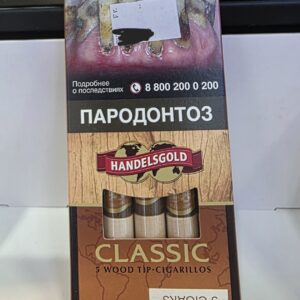 Подробнее
о последствиях
8 800 200 0 200
ПАРОДОНТОЗ
HANDELSGOLD
CLASSIC
5 WOOD TIP-CIGARILLOS
5 CIGARS